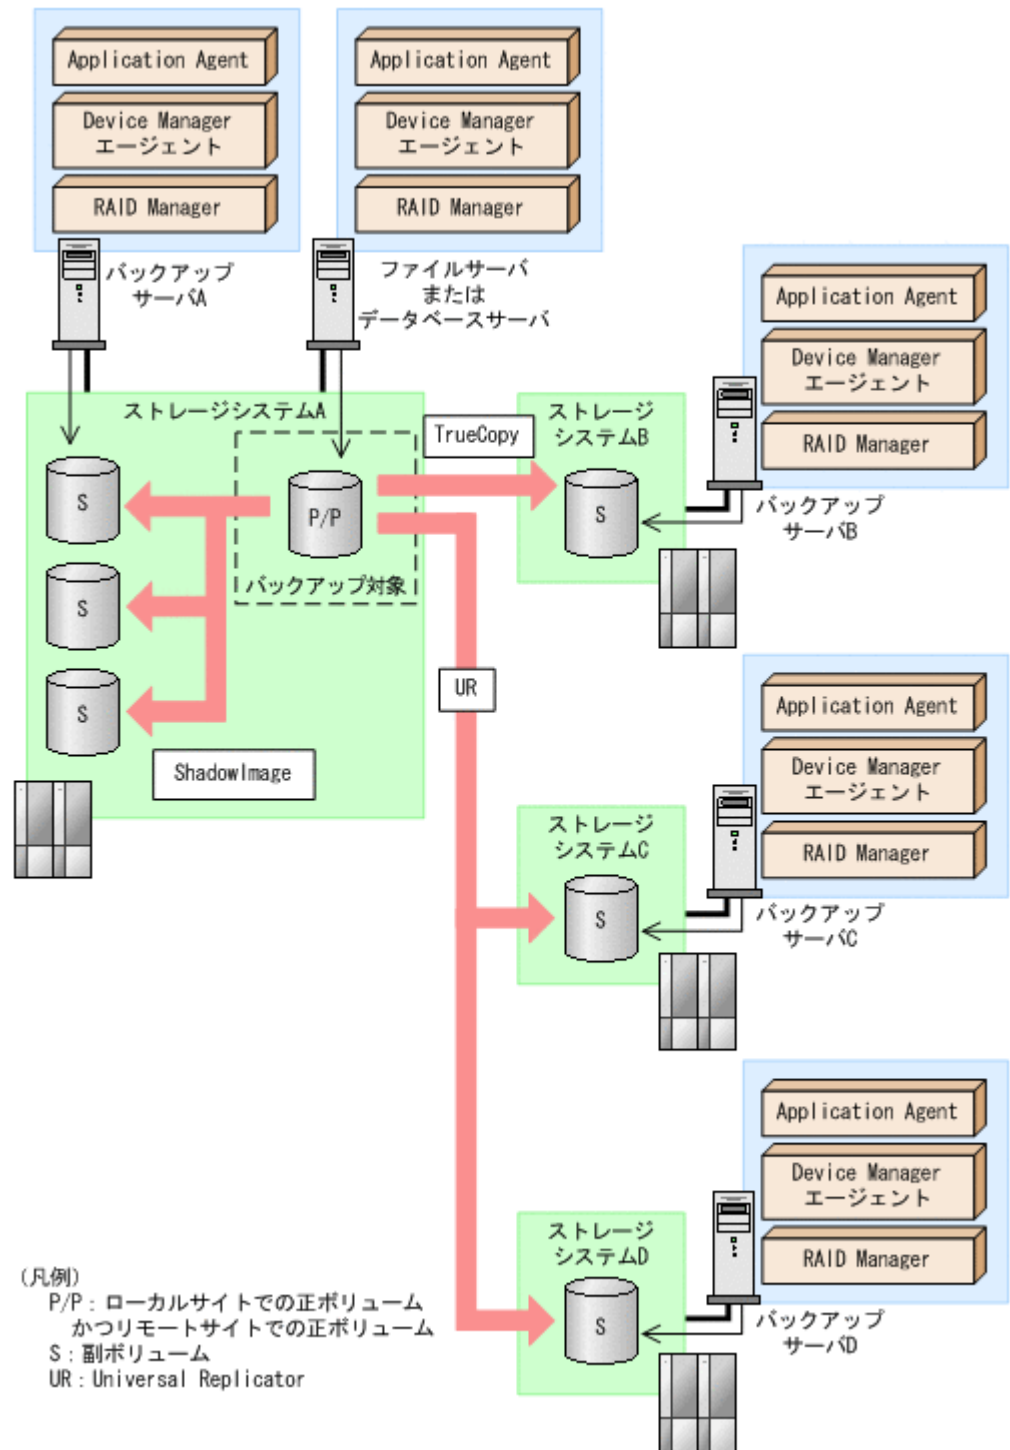 Application Agent
Device Manager
エージェント
RAID Manager
Application Agent
Device Manager
エージェント
RAID Manager
バックアップ
サーバA
ファイルサーバ
または
データベースサーバ
Application Agent
Device Manager
エージェント
RAID Manager
バックアップ
サーバB
ストレージシステムA
TrueCopy
ストレージ
システムB
S
P/P
S
バックアップ対象
S
S
UR
ShadowImage
Application Agent
Device Manager
エージェント
RAID Manager
ストレージ
システムC
S
バックアップ
サーバC
Application Agent
Device Manager
エージェント
RAID Manager
ストレージ
システムD
S
バックアップ
サーバD
(凡例)
P/P:ローカルサイトでの正ボリューム
かつリモートサイトでの正ボリューム
S:副ボリューム
UR:Universal Replicator